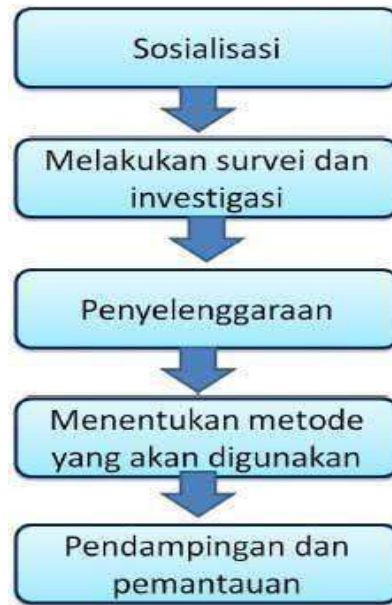 Sosialisasi
Melakukan survei dan
investigasi
Penyelenggaraan
Menentukan metode
yang akan digunakan
Pendampingan dan
pemantauan